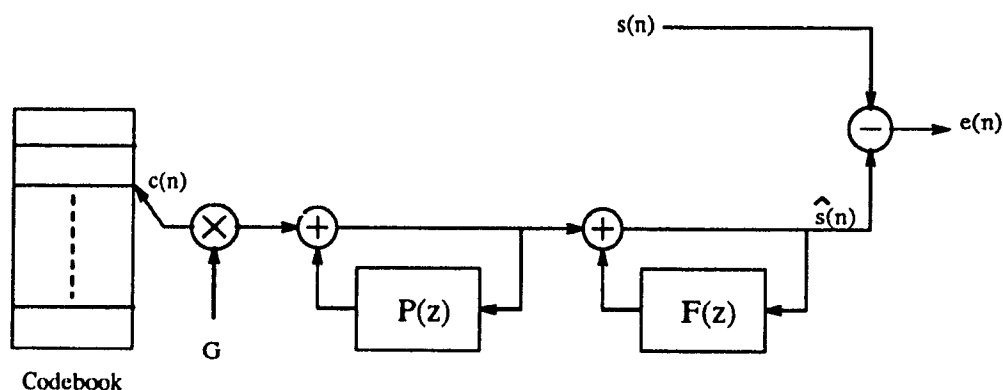 s(n)
e(n)
c(n)
ŝ(n)
P(z)
F(z)
G
Codebook